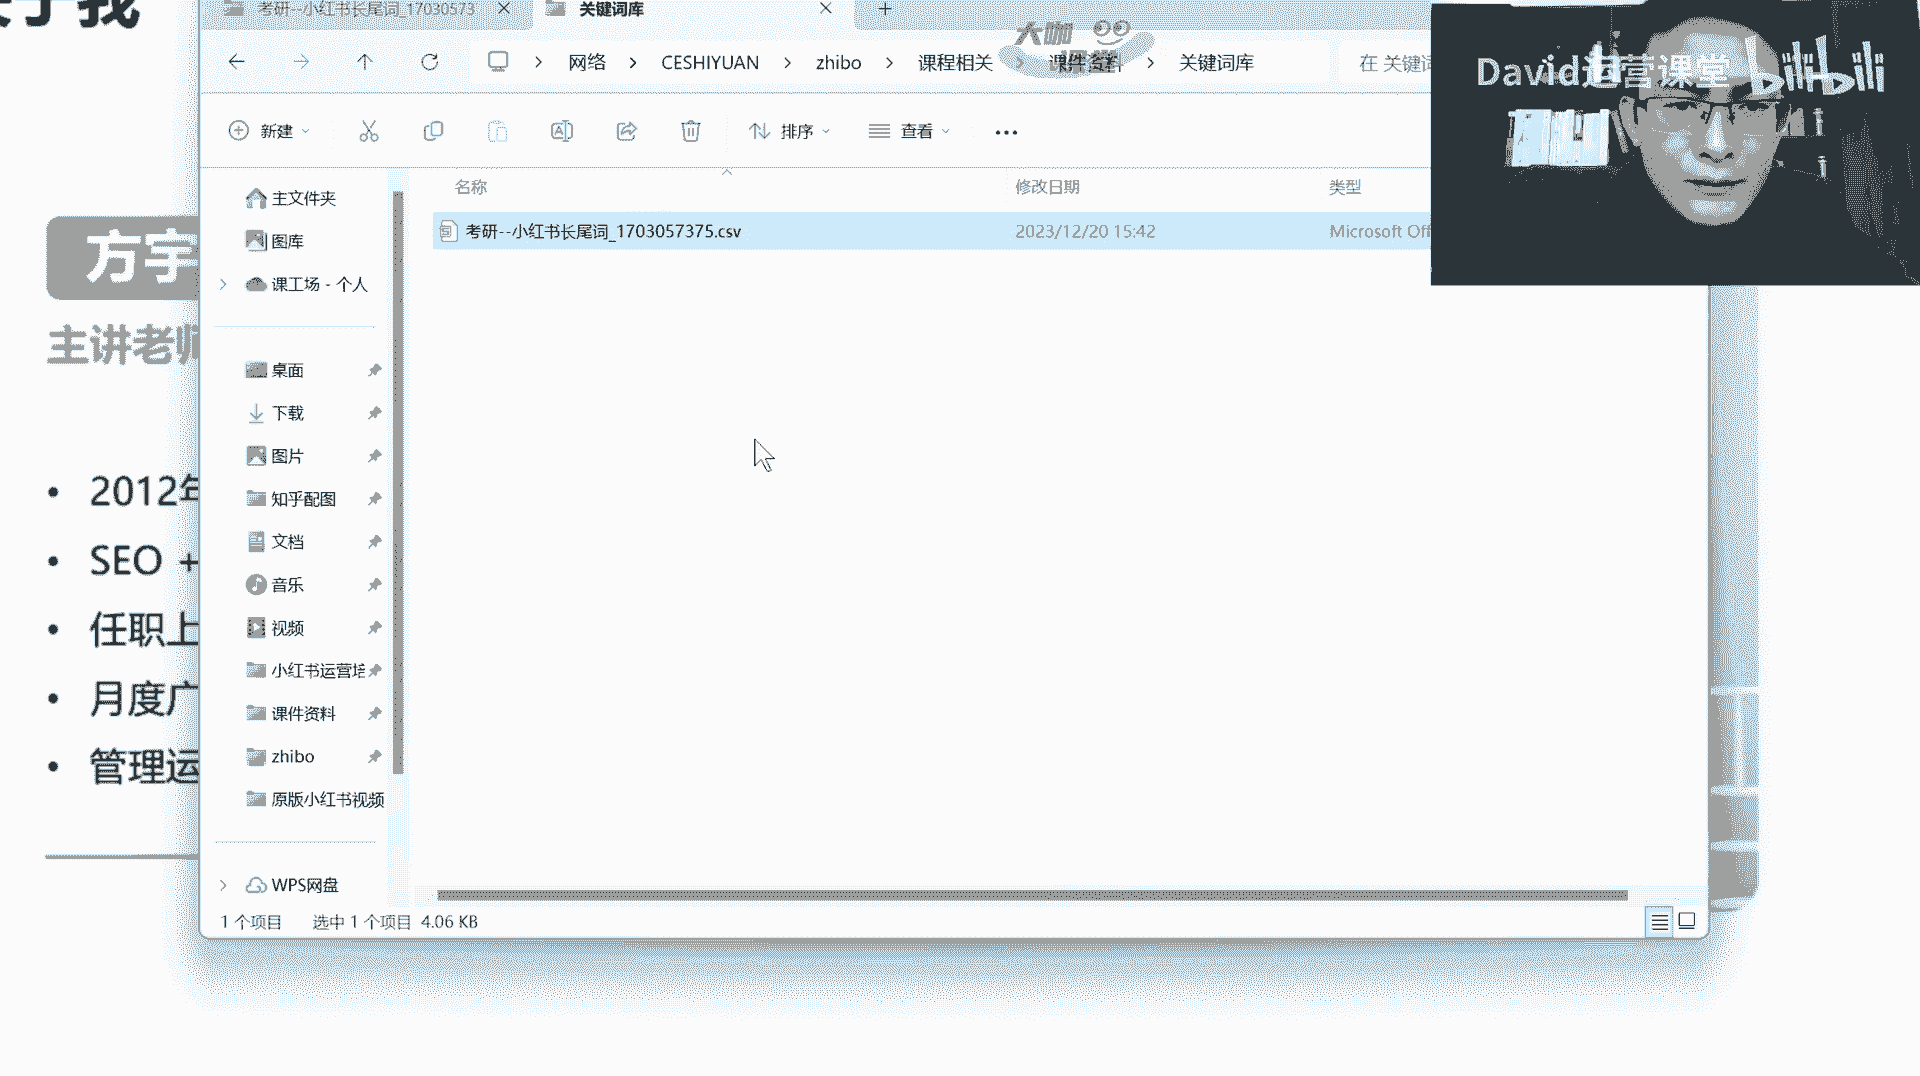 考研--小红书长尾词_17030573
关键词库
于我
网络 CESHIYUAN zhibo 课程相关 课件资料 关键词库
在 关键词
大咖
课堂
David运营课堂 bilibili
新建
排序
查看
名称
修改日期
类型
考研--小红书长尾词_1703057375.csv
2023/12/20 15:42
Microsoft Off
主文件夹
图库
课工场 - 个人
桌面
下载
图片
知乎配图
文档
音乐
视频
小红书运营培
课件资料
zhibo
原版小红书视频
WPS网盘
1 个项目
选中 1 个项目 4.06 KB
方宇
主讲老师
• 2012年
• SEO +
• 任职上
• 月度广
• 管理运